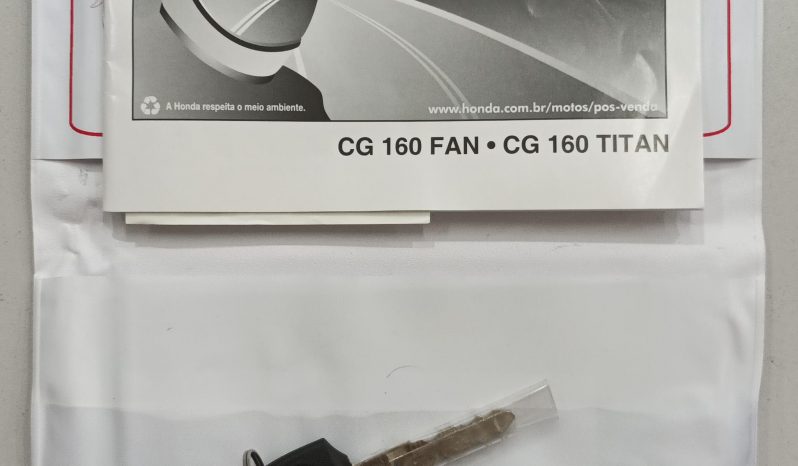 A Honda respeita o meio ambiente.
www.honda.com.br/motos/pos-venda
CG 160 FAN • CG 160 TITAN